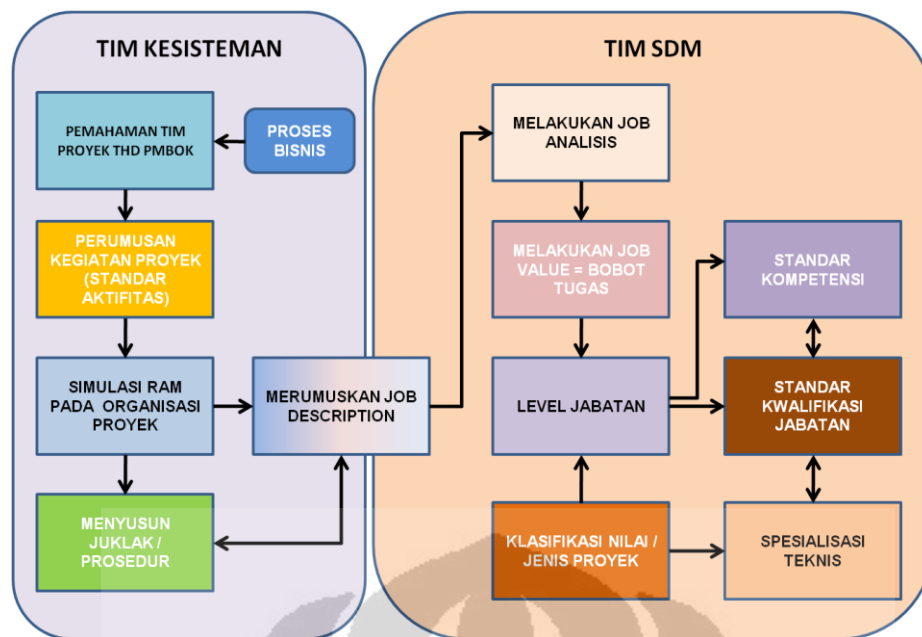 TIM KESISTEMAN
TIM SDM
PEMAHAMAN TIM
PROYEK THD PMBOK
PROSES
BISNIS
MELAKUKAN JOB
ANALISIS
PERUMUSAN
KEGIATAN PROYEK
(STANDAR
AKTIFITAS)
MELAKUKAN JOB
VALUE = BOBOT
TUGAS
STANDAR
KOMPETENSI
SIMULASI RAM
PADA ORGANISASI
PROYEK
MERUMUSKAN JOB
DESCRIPTION
LEVEL JABATAN
STANDAR
KWALIFIKASI
JABATAN
MENYUSUN
JUKLAK /
PROSEDUR
KLASIFIKASI NILAI /
JENIS PROYEK
SPESIALISASI
TEKNIS